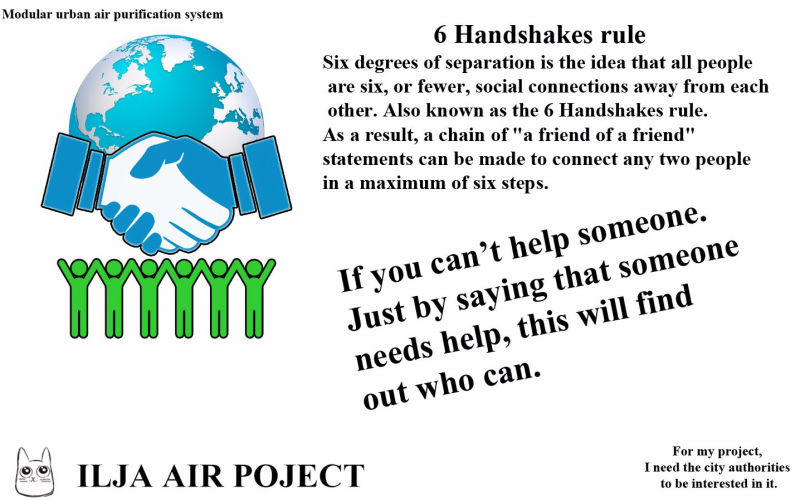 Modular urban air purification system
6 Handshakes rule
Six degrees of separation is the idea that all people
are six, or fewer, social connections away from each
other. Also known as the 6 Handshakes rule.
As a result, a chain of "a friend of a friend"
statements can be made to connect any two people
in a maximum of six steps.
If you can’t help someone.
Just by saying that someone
needs help, this will find
out who can.
ILJA AIR POJECT
For my project,
I need the city authorities
to be interested in it.